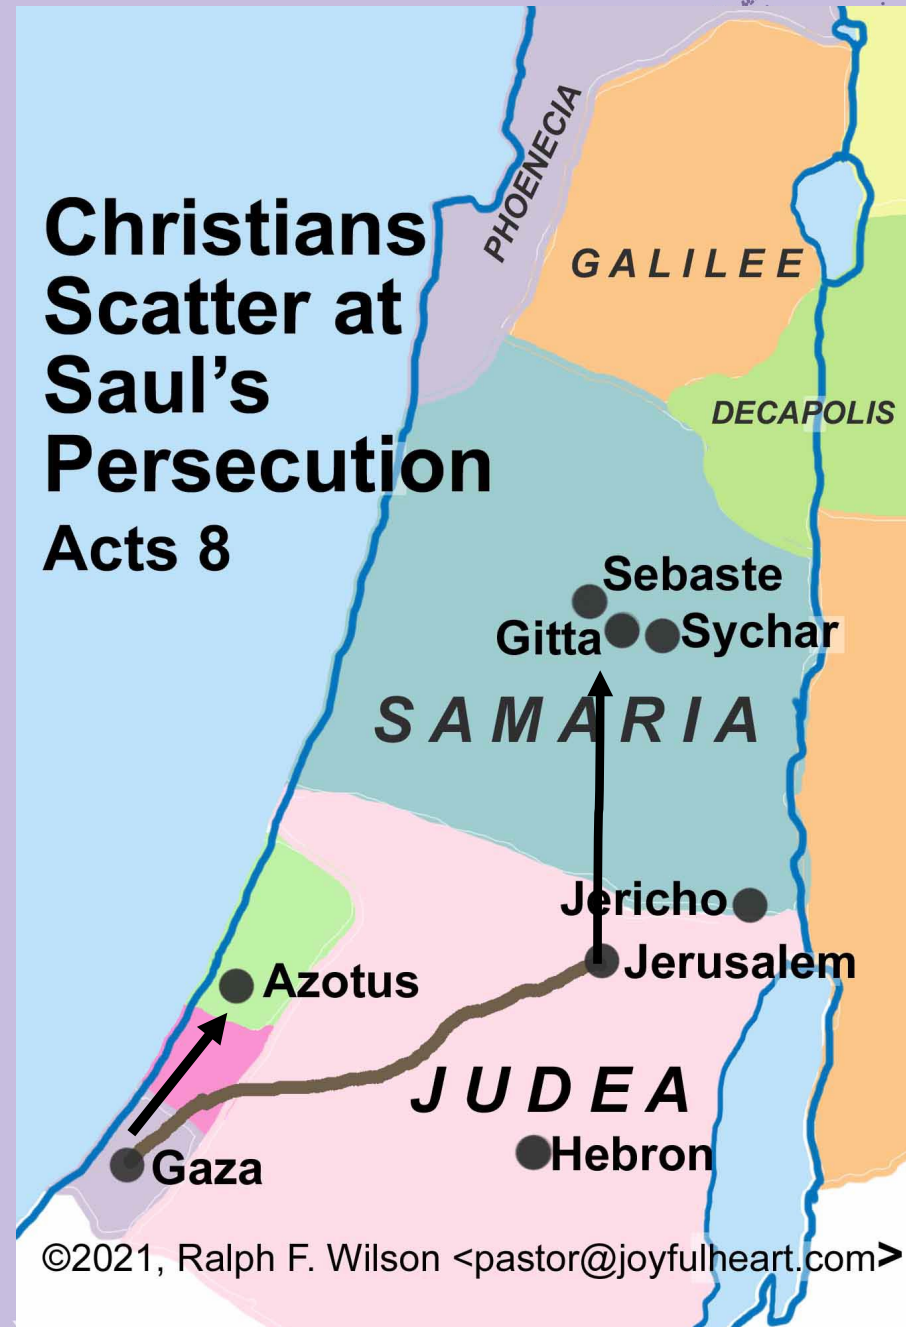 PHOENECIA
Christians
Scatter at
Saul's
Persecution
Acts 8
GALILEE
DECAPOLIS
Sebaste
Gitta
Sychar
SAMARIA
Jericho
Jerusalem
Azotus
JUDEA
Hebron
Gaza
©2021, Ralph F. Wilson <pastor@joyfulheart.com>